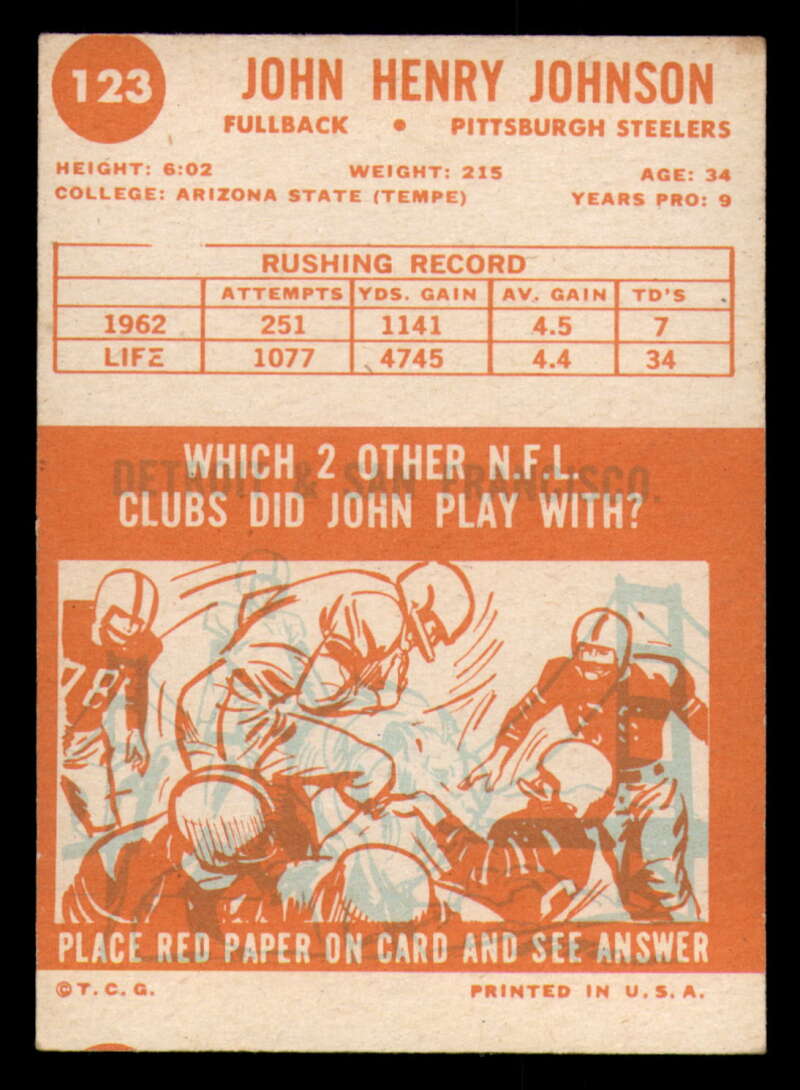 123
JOHN HENRY JOHNSON
FULLBACK • PITTSBURGH STEELERS
HEIGHT: 6:02 WEIGHT: 215 AGE: 34
COLLEGE: ARIZONA STATE (TEMPE) YEARS PRO: 9
RUSHING RECORD
ATTEMPTS YDS. GAIN AV. GAIN TD'S
1962 251 1141 4.5 7
LIFE 1077 4745 4.4 34
WHICH 2 OTHER N.F.L.
DETROIT & SAN FRANCISCO.
CLUBS DID JOHN PLAY WITH?
78
PLACE RED PAPER ON CARD AND SEE ANSWER
© T.C.G. PRINTED IN U.S.A.